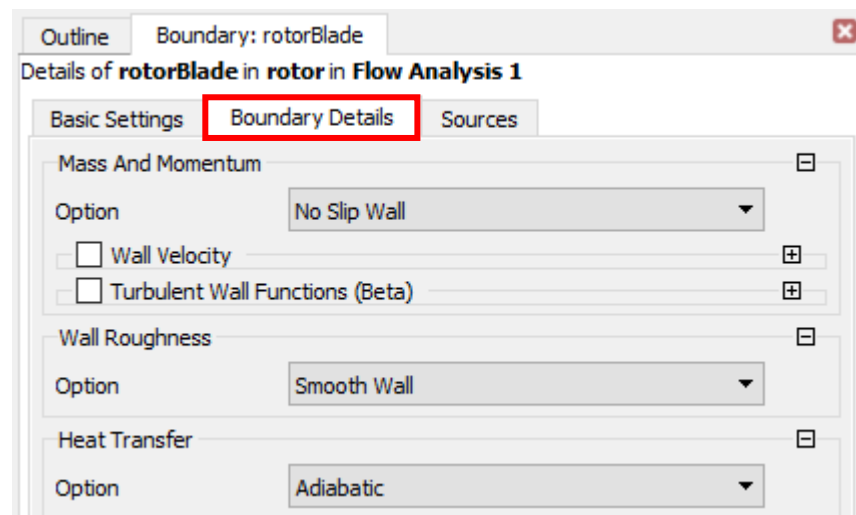 Outline Boundary: rotorBlade
Details of rotorBlade in rotor in Flow Analysis 1
Basic Settings Boundary Details Sources
Mass And Momentum
Option No Slip Wall
Wall Velocity
Turbulent Wall Functions (Beta)
Wall Roughness
Option Smooth Wall
Heat Transfer
Option Adiabatic